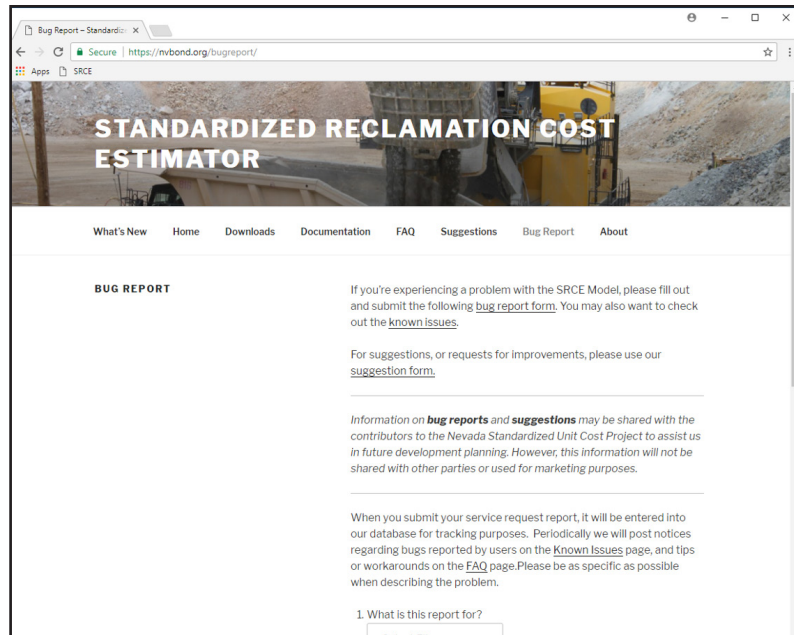 Bug Report – Standardiz
Secure | https://nvbond.org/bugreport/
Apps SRCE
STANDARDIZED RECLAMATION COST
ESTIMATOR
What's New Home Downloads Documentation FAQ Suggestions Bug Report About
BUG REPORT
If you're experiencing a problem with the SRCE Model, please fill out
and submit the following bug report form. You may also want to check
out the known issues.
For suggestions, or requests for improvements, please use our
suggestion form.
Information on bug reports and suggestions may be shared with the
contributors to the Nevada Standardized Unit Cost Project to assist us
in future development planning. However, this information will not be
shared with other parties or used for marketing purposes.
When you submit your service request report, it will be entered into
our database for tracking purposes. Periodically we will post notices
regarding bugs reported by users on the Known Issues page, and tips
or workarounds on the FAQ page.Please be as specific as possible
when describing the problem.
1. What is this report for?